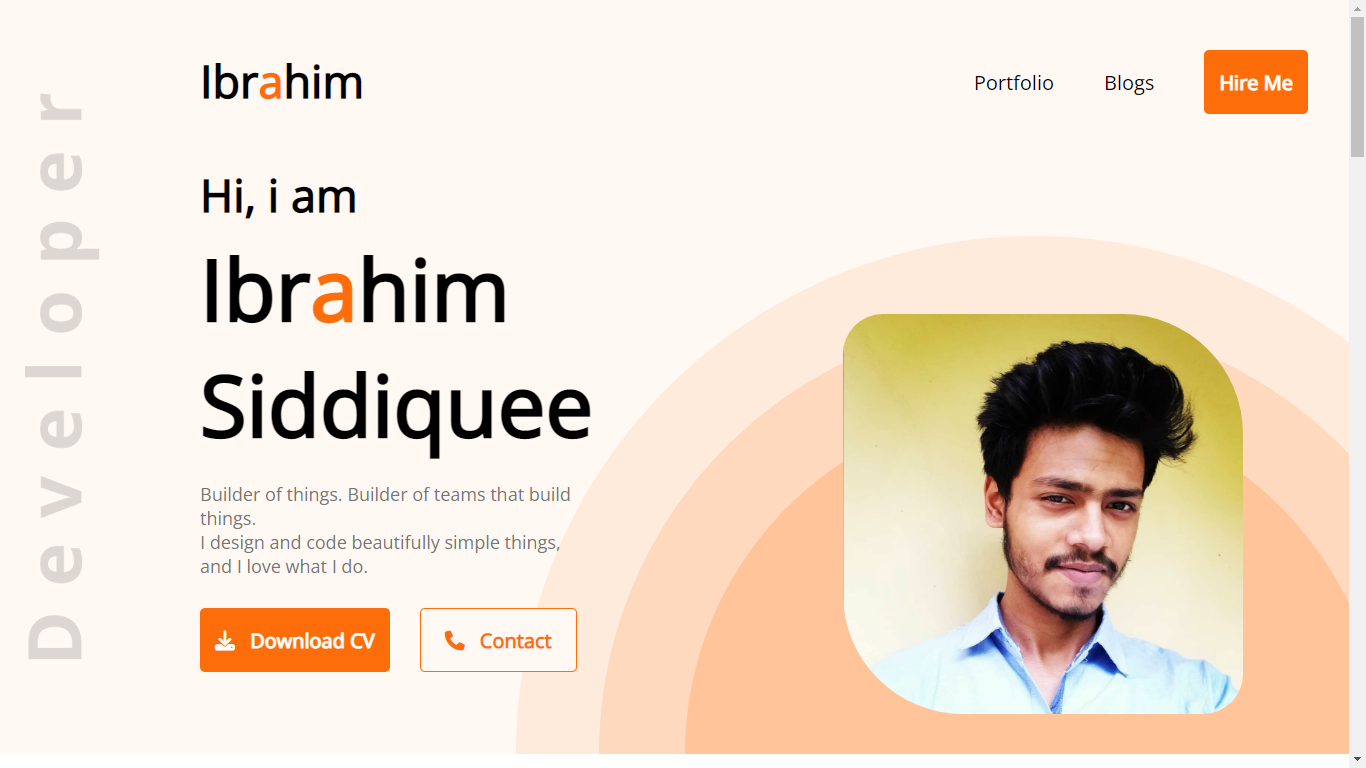 Developer
Ibrahim
Portfolio
Blogs
Hire Me
Hi, i am
Ibrahim
Siddiquee
Builder of things. Builder of teams that build
things.
I design and code beautifully simple things,
and I love what I do.
Download CV
Contact